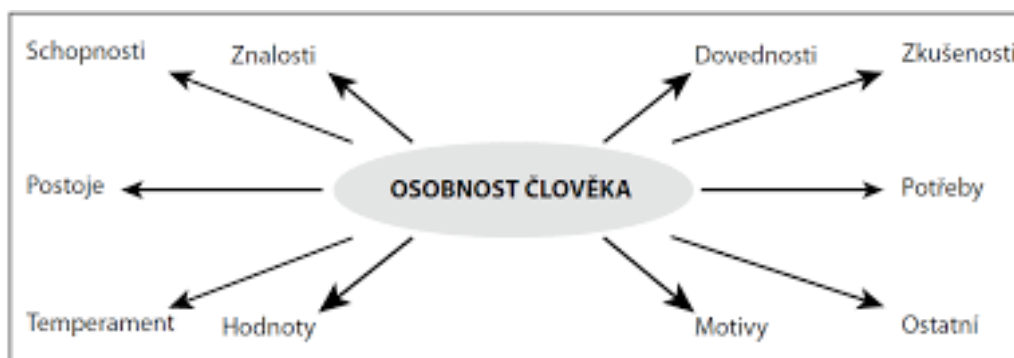 Schopnosti
Znalosti
Dovednosti
Zkušenosti
Postoje
OSOBNOST ČLOVĚKA
Potřeby
Temperament
Hodnoty
Motivy
Ostatní